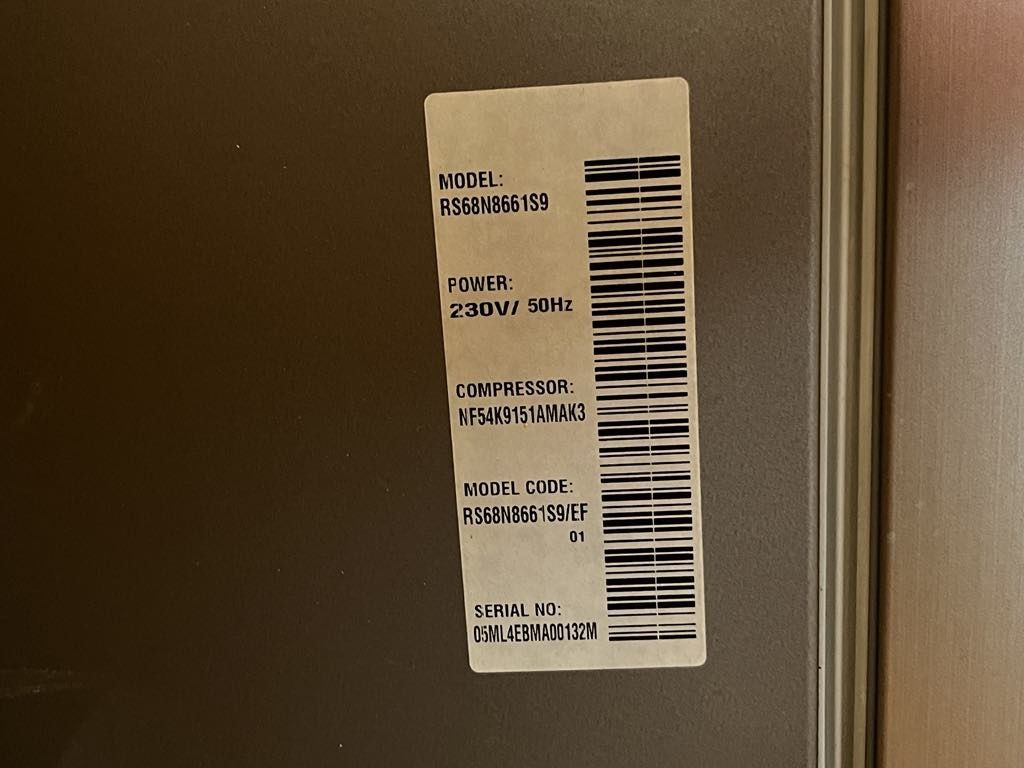 MODEL:
RS68N8661S9
POWER:
230V/ 50Hz
COMPRESSOR:
NF54K9151AMAK3
MODEL CODE:
RS68N8661S9/EF
01
SERIAL NO:
05ML4EBMA00132M